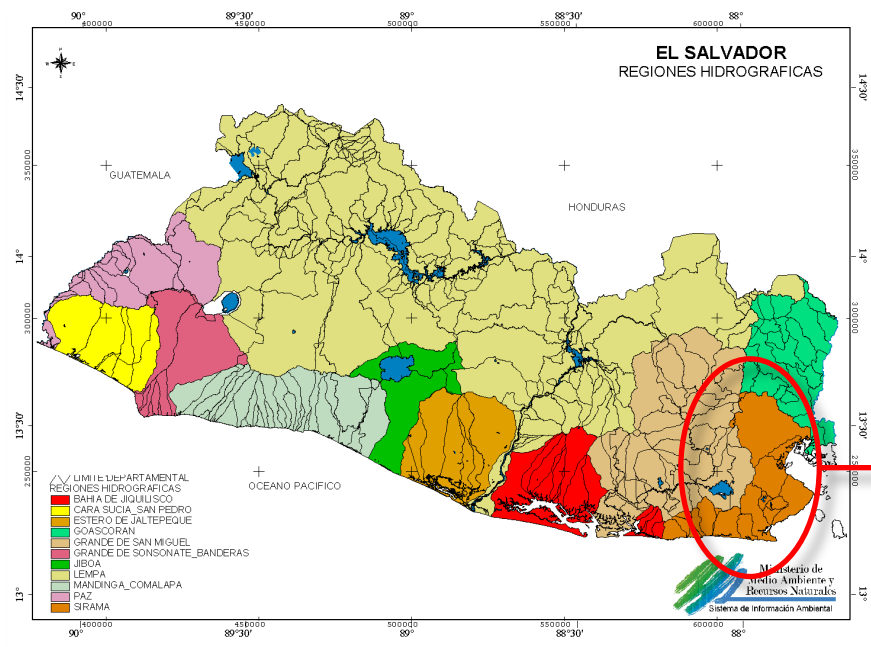 90°
89°30'
89°
88°30'
88°
400000
450000
500000
550000
600000
EL SALVADOR
REGIONES HIDROGRAFICAS
14°30'
14°30'
350000
350000
GUATEMALA
HONDURAS
14°
14°
300000
300000
13°30'
13°30'
250000
250000
OCEANO PACIFICO
LIMITE DEPARTAMENTAL
REGIONES HIDROGRAFICAS
BAHIA DE JIQUILISCO
CARA SUCIA_SAN PEDRO
ESTERO DE JALTEPEQUE
GOASCORAN
GRANDE DE SAN MIGUEL
GRANDE DE SONSONATE_BANDERAS
JIBOA
LEMPA
MANDINGA_COMALAPA
PAZ
SIRAMA
Ministerio de
Medio Ambiente y
Recursos Naturales
Sistema de Información Ambiental
13°
13°
400000
450000
500000
550000
600000
90°
89°30'
89°
88°30'
88°